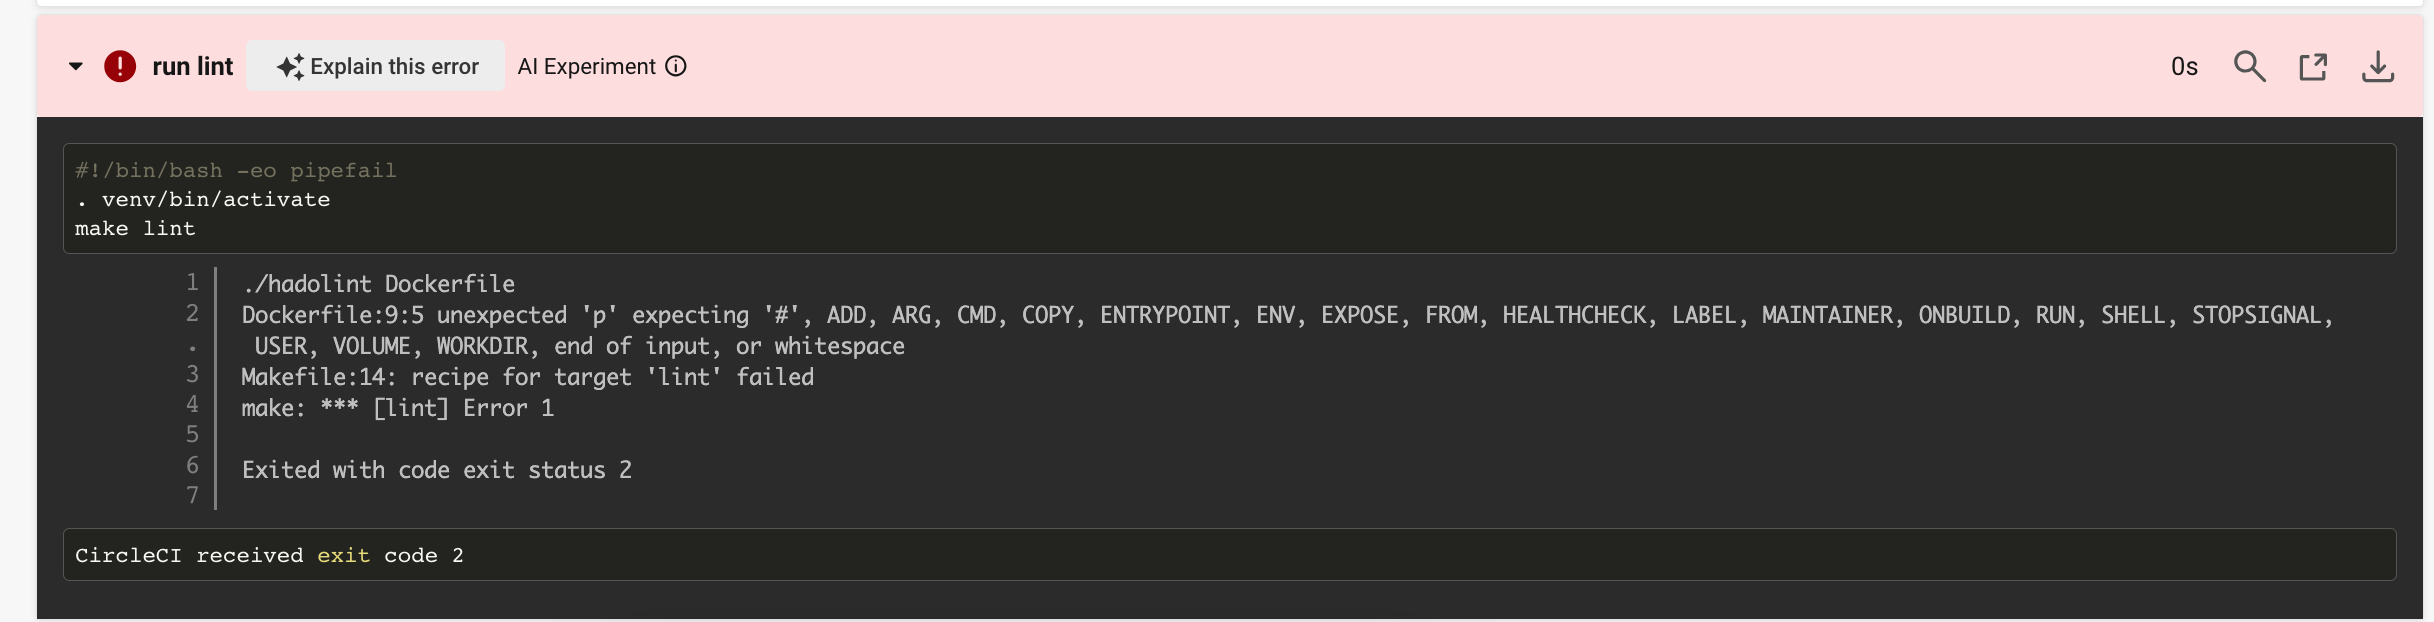 run lint Explain this error AI Experiment 0s
#!/bin/bash -eo pipefail
. venv/bin/activate
make lint
1 ./hadolint Dockerfile
2 Dockerfile:9:5 unexpected 'p' expecting '#', ADD, ARG, CMD, COPY, ENTRYPOINT, ENV, EXPOSE, FROM, HEALTHCHECK, LABEL, MAINTAINER, ONBUILD, RUN, SHELL, STOPSIGNAL,
. USER, VOLUME, WORKDIR, end of input, or whitespace
3 Makefile:14: recipe for target 'lint' failed
4 make: *** [lint] Error 1
5
6 Exited with code exit status 2
7
CircleCI received exit code 2